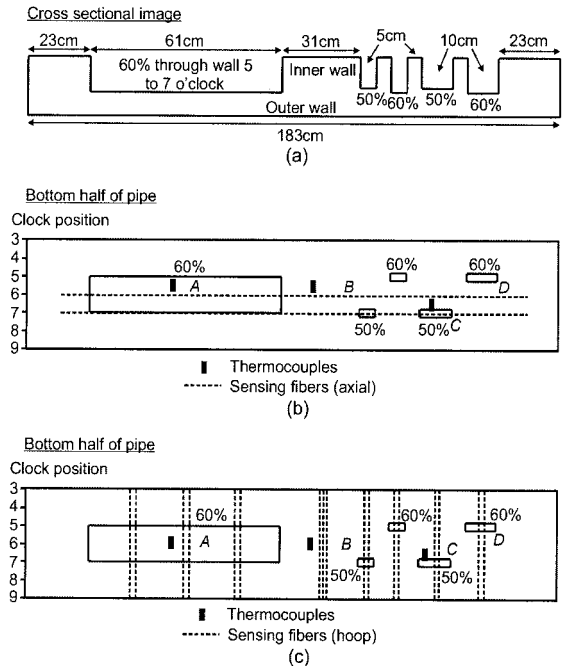 Cross sectional image
23cm 61cm 31cm 5cm 10cm 23cm
60% through wall 5
to 7 o'clock
Inner wall
50% 60% 50% 60%
Outer wall
183cm
(a)
Bottom half of pipe
Clock position
3
4
5
6
7
8
9
60% 60% 60%
A B D
50% 50% C
Thermocouples
Sensing fibers (axial)
(b)
Bottom half of pipe
Clock position
3
4
5
6
7
8
9
60% 60% 60%
A B C D
50% 50%
Thermocouples
Sensing fibers (hoop)
(c)